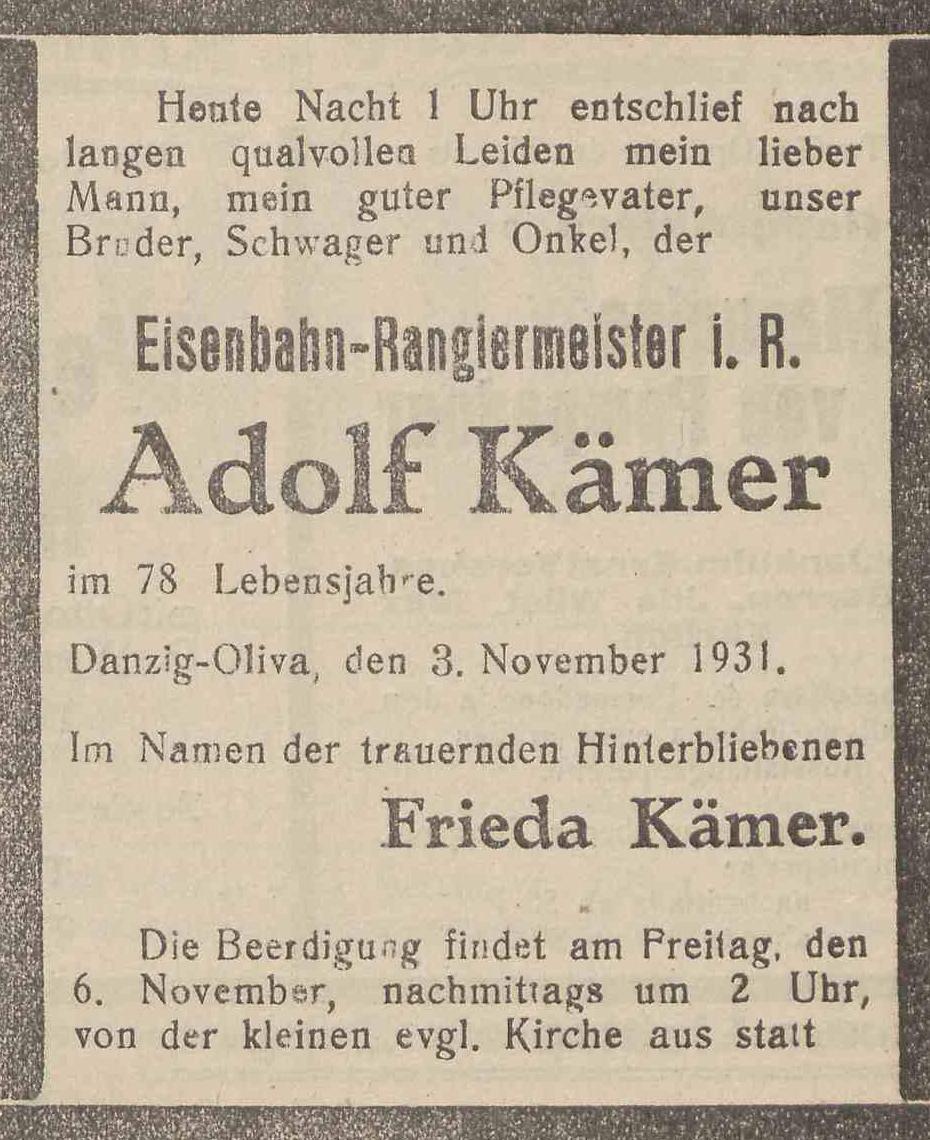 Heute Nacht 1 Uhr entschlief nach
langen qualvollen Leiden mein lieber
Mann, mein guter Pflegevater, unser
Bruder, Schwager und Onkel, der
Eisenbahn-Rangiermeister i. R.
Adolf Kämer
im 78 Lebensjahre.
Danzig-Oliva, den 3. November 1931.
Im Namen der trauernden Hinterbliebenen
Frieda Kämer.
Die Beerdigung findet am Freitag, den
6. November, nachmittags um 2 Uhr,
von der kleinen evgl. Kirche aus statt